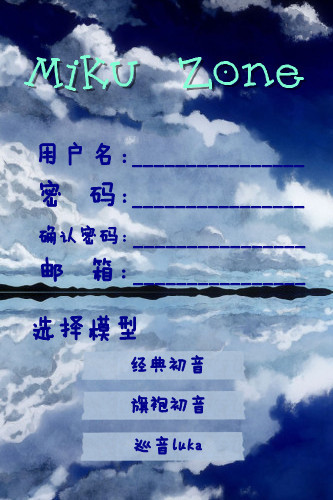 Miku Zone
用户名:
密 码:
确认密码:
邮 箱:
选择模型
经典初音
旗袍初音
巡音luka